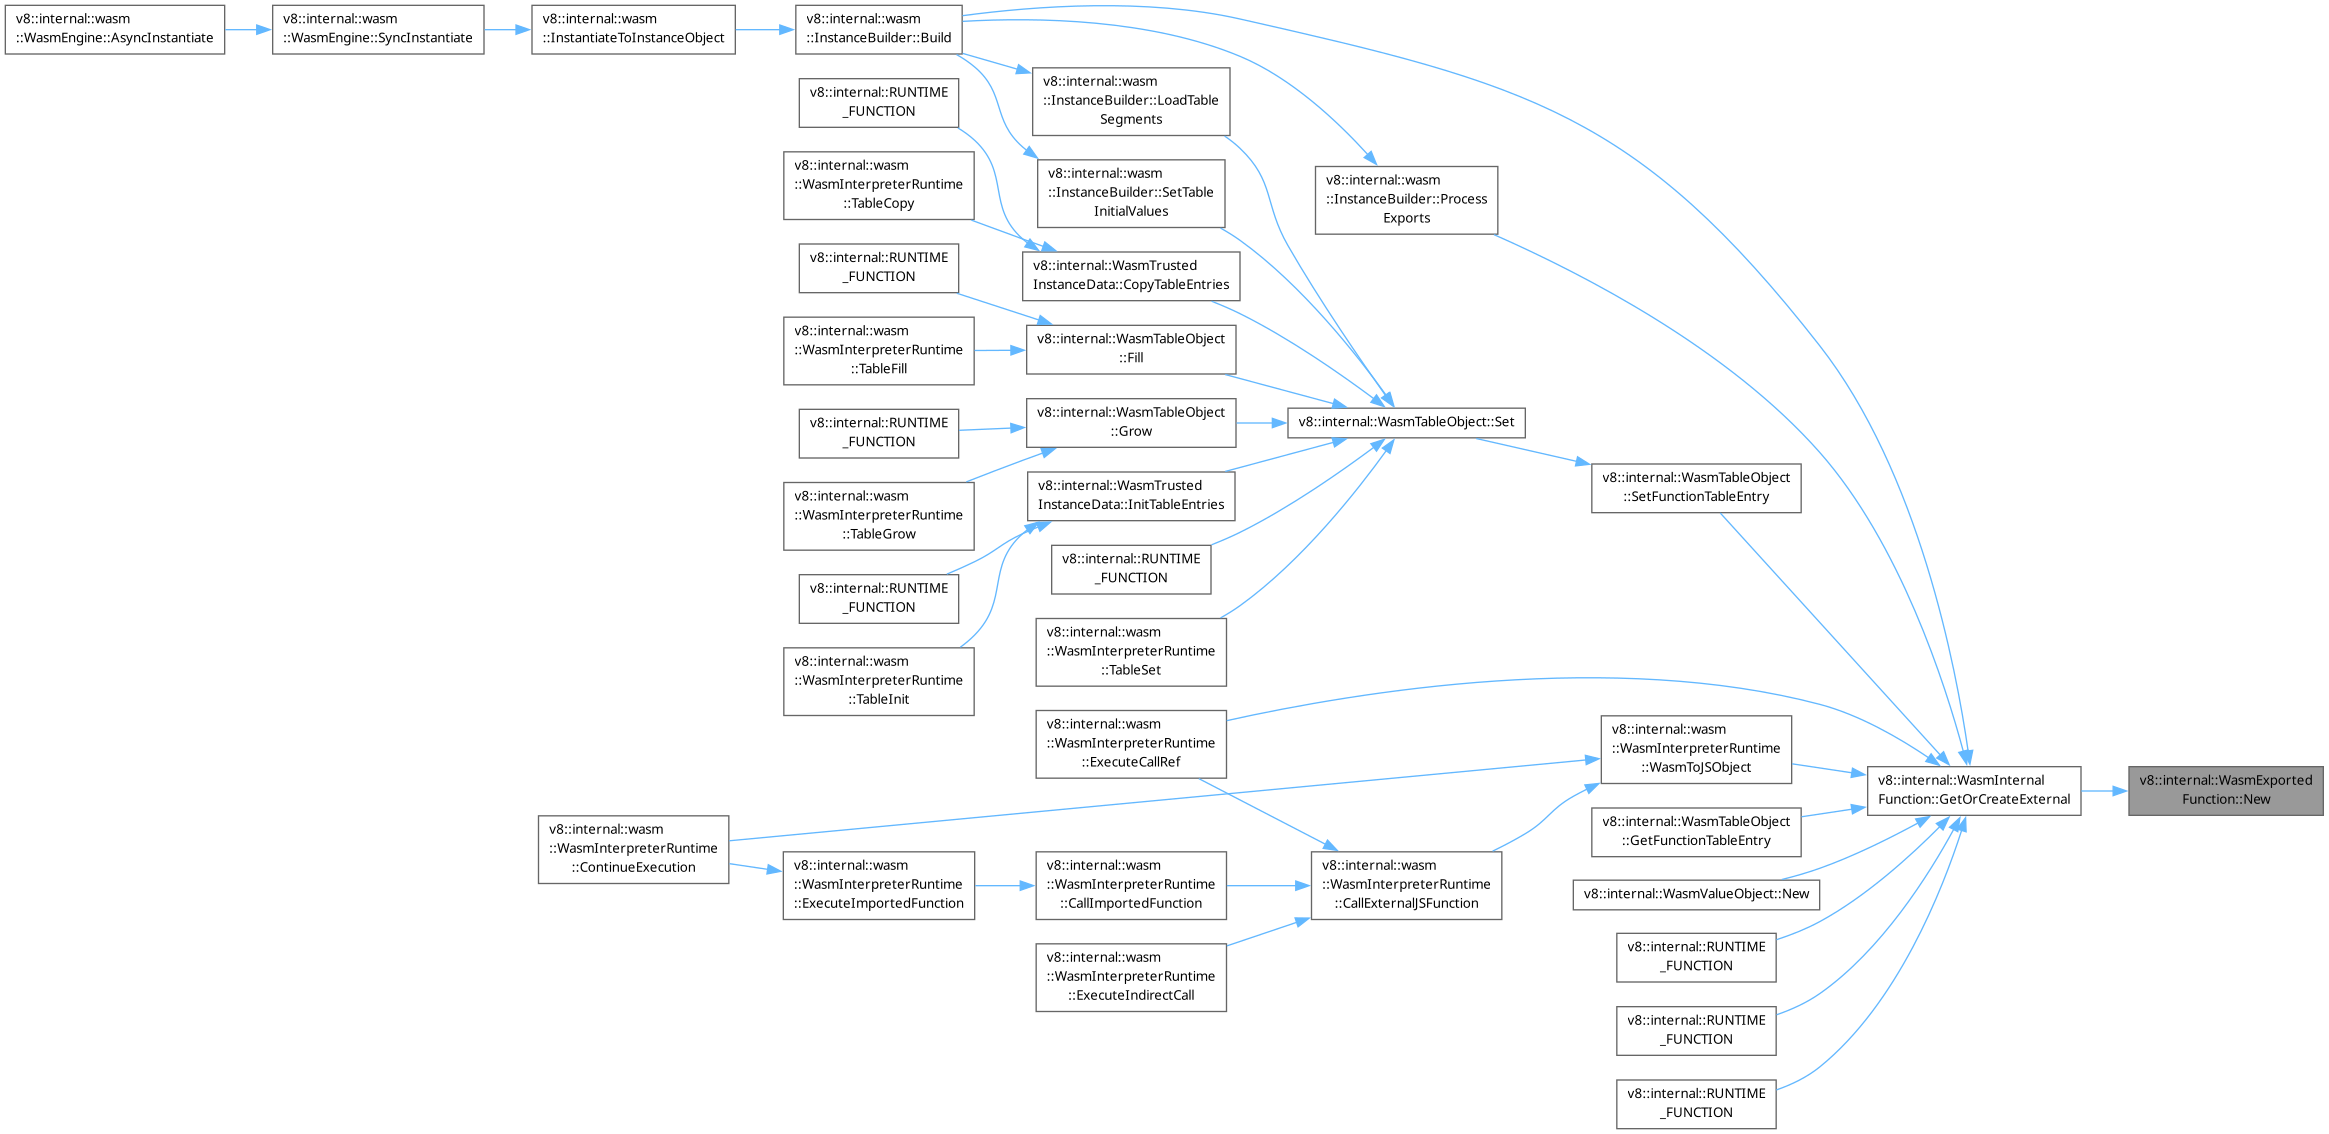 v8::internal::wasm
::WasmEngine::AsyncInstantiate
v8::internal::wasm
::WasmEngine::SyncInstantiate
v8::internal::wasm
::InstantiateToInstanceObject
v8::internal::wasm
::InstanceBuilder::Build
v8::internal::wasm
::InstanceBuilder::LoadTable
Segments
v8::internal::RUNTIME
_FUNCTION
v8::internal::wasm
::WasmInterpreterRuntime
::TableCopy
v8::internal::wasm
::InstanceBuilder::SetTable
InitialValues
v8::internal::wasm
::InstanceBuilder::Process
Exports
v8::internal::RUNTIME
_FUNCTION
v8::internal::WasmTrusted
InstanceData::CopyTableEntries
v8::internal::wasm
::WasmInterpreterRuntime
::TableFill
v8::internal::WasmTableObject
::Fill
v8::internal::RUNTIME
_FUNCTION
v8::internal::WasmTableObject
::Grow
v8::internal::WasmTableObject::Set
v8::internal::wasm
::WasmInterpreterRuntime
::TableGrow
v8::internal::WasmTrusted
InstanceData::InitTableEntries
v8::internal::WasmTableObject
::SetFunctionTableEntry
v8::internal::RUNTIME
_FUNCTION
v8::internal::RUNTIME
_FUNCTION
v8::internal::wasm
::WasmInterpreterRuntime
::TableInit
v8::internal::wasm
::WasmInterpreterRuntime
::TableSet
v8::internal::wasm
::WasmInterpreterRuntime
::ExecuteCallRef
v8::internal::wasm
::WasmInterpreterRuntime
::WasmToJSObject
v8::internal::WasmInternal
Function::GetOrCreateExternal
v8::internal::WasmExported
Function::New
v8::internal::WasmTableObject
::GetFunctionTableEntry
v8::internal::wasm
::WasmInterpreterRuntime
::ContinueExecution
v8::internal::wasm
::WasmInterpreterRuntime
::ExecuteImportedFunction
v8::internal::wasm
::WasmInterpreterRuntime
::CallImportedFunction
v8::internal::wasm
::WasmInterpreterRuntime
::CallExternalJSFunction
v8::internal::WasmValueObject::New
v8::internal::wasm
::WasmInterpreterRuntime
::ExecuteIndirectCall
v8::internal::RUNTIME
_FUNCTION
v8::internal::RUNTIME
_FUNCTION
v8::internal::RUNTIME
_FUNCTION